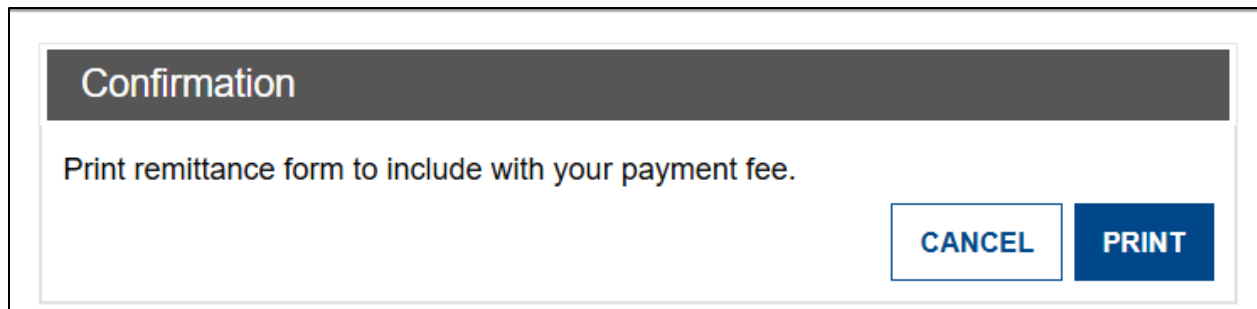 Confirmation
Print remittance form to include with your payment fee.
CANCEL PRINT